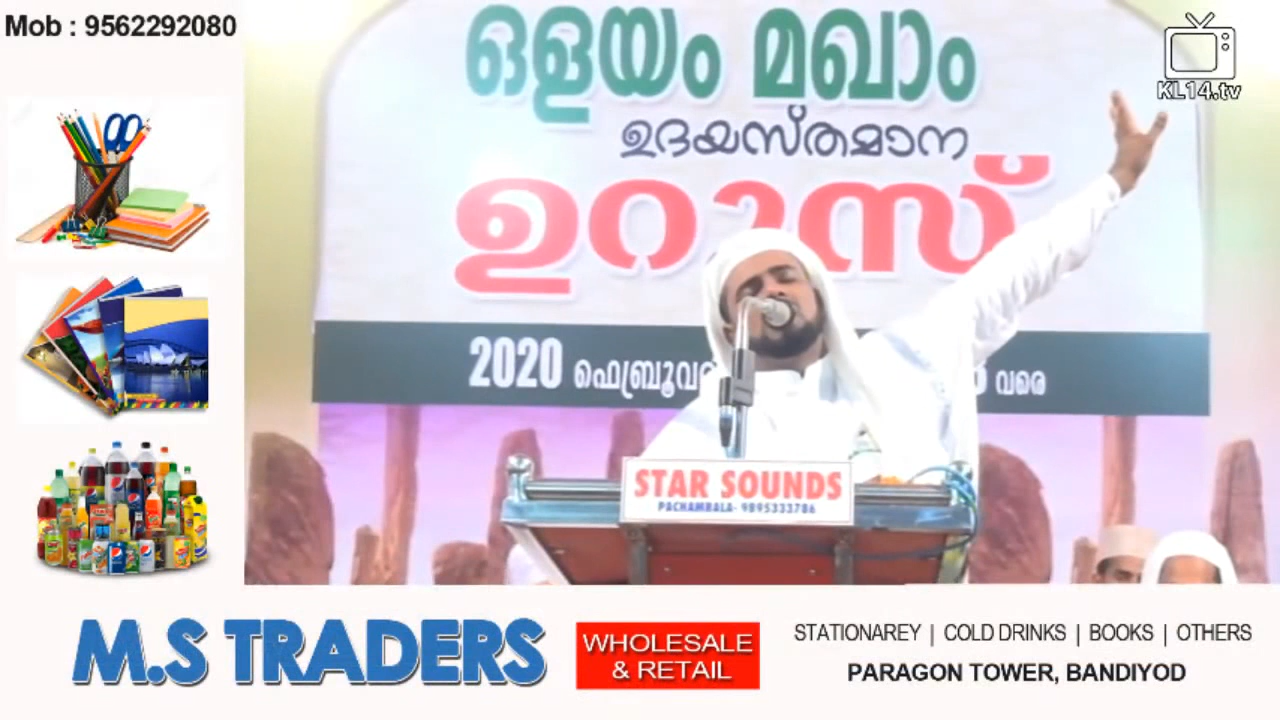 Mob : 9562292080
KL14.tv
ഒളയം മഖാം
ഉദയസ്തമാന
ഉറൂസ്
2020 ഫെബ്രുവ
വരെ
STAR SOUNDS
PACHAMBALA- 9895333786
M.S TRADERS
WHOLESALE
& RETAIL
STATIONAREY | COLD DRINKS | BOOKS | OTHERS
PARAGON TOWER, BANDIYOD